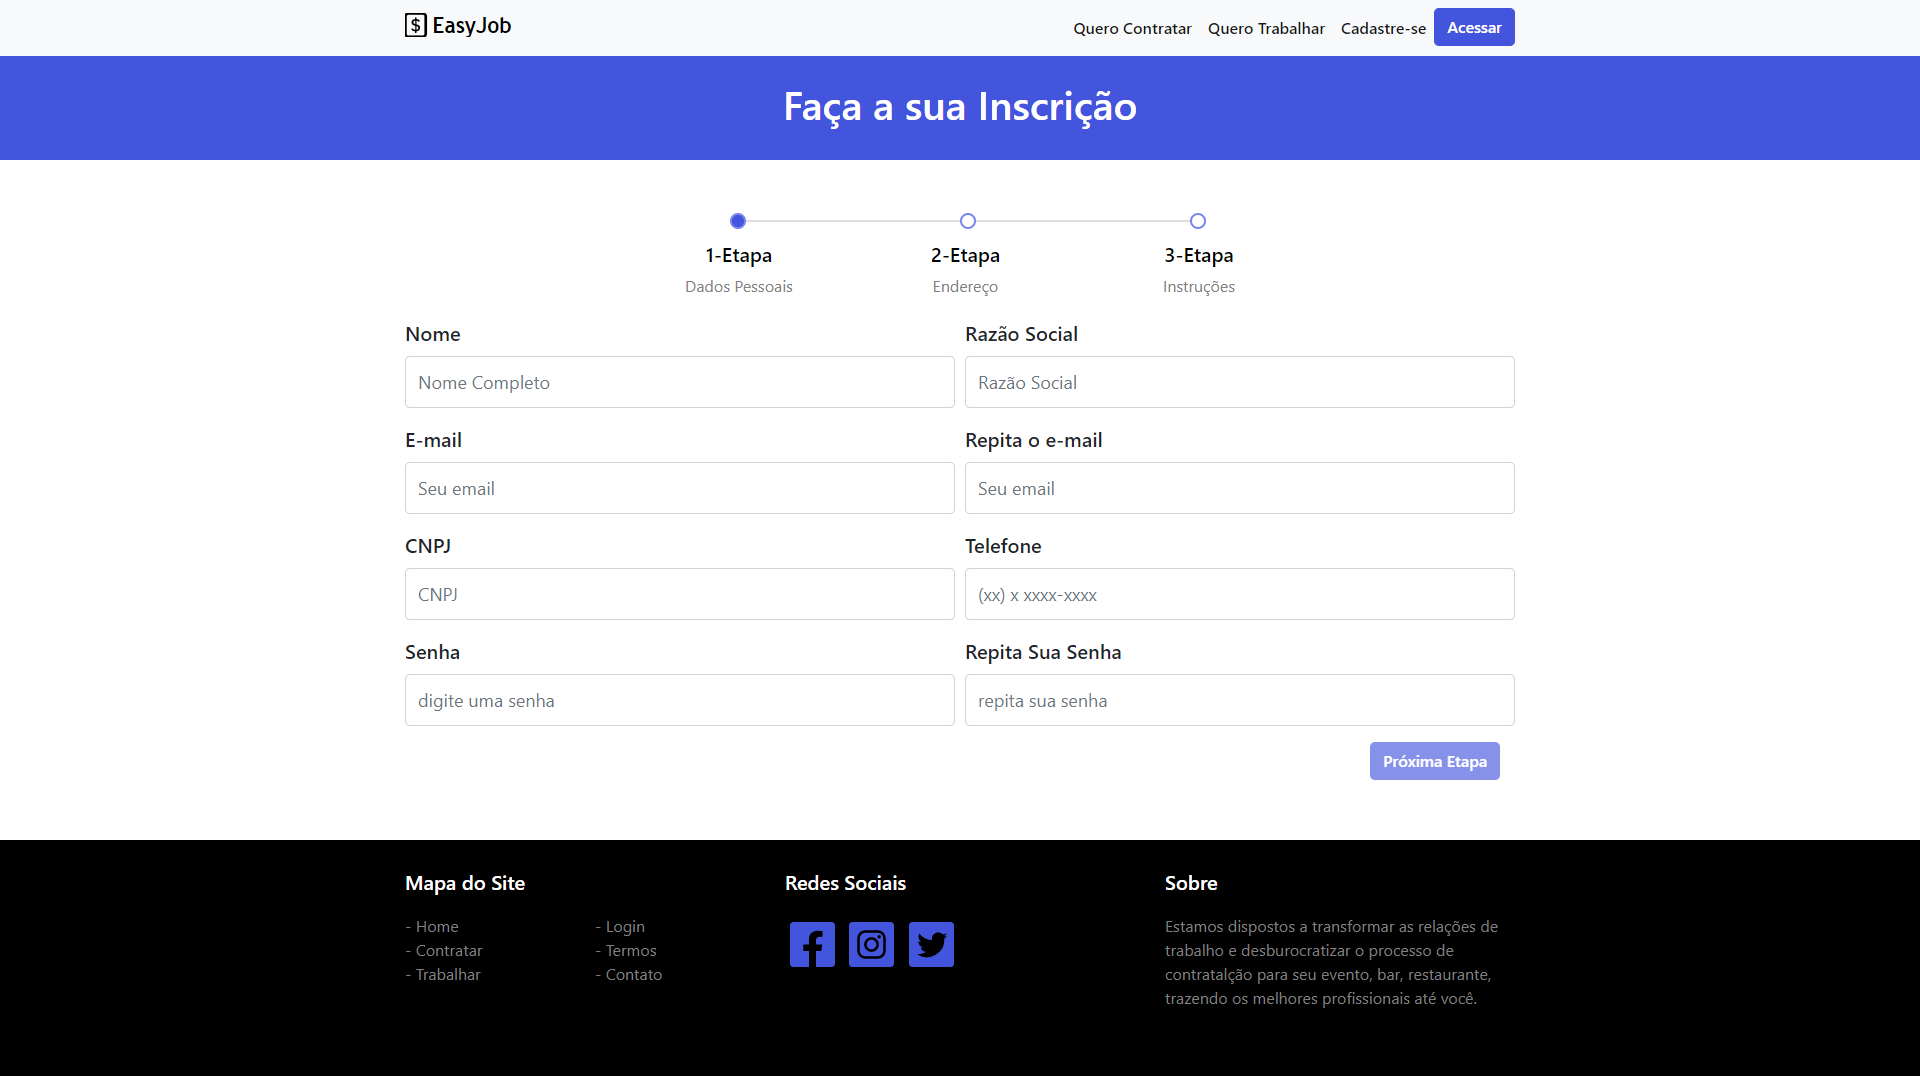 $ EasyJob
Quero Contratar Quero Trabalhar Cadastre-se Acessar
Faça a sua Inscrição
1-Etapa 2-Etapa 3-Etapa
Dados Pessoais Endereço Instruções
Nome Razão Social
Nome Completo Razão Social
E-mail Repita o e-mail
Seu email Seu email
CNPJ Telefone
CNPJ (xx) x xxxx-xxxx
Senha Repita Sua Senha
digite uma senha repita sua senha
Próxima Etapa
Mapa do Site
- Home
- Contratar
- Trabalhar
- Login
- Termos
- Contato
Redes Sociais
Sobre
Estamos dispostos a transformar as relações de
trabalho e desburocratizar o processo de
contratalção para seu evento, bar, restaurante,
trazendo os melhores profissionais até você.